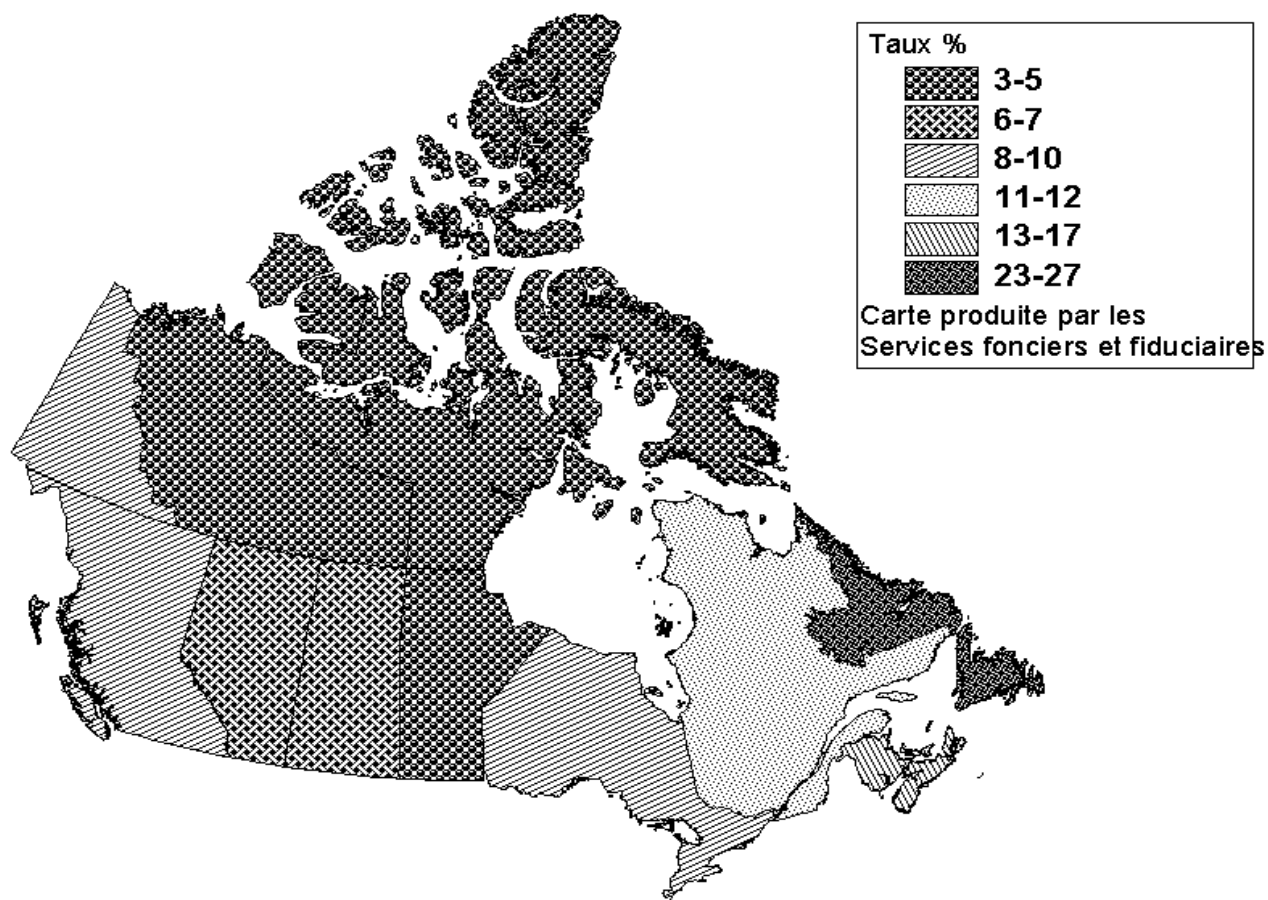 Taux %
3-5
6-7
8-10
11-12
13-17
23-27
Carte produite par les
Services fonciers et fiduciaires